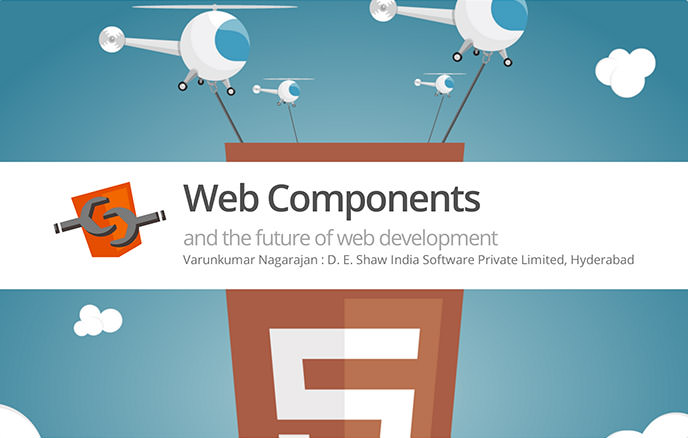 Web Components
and the future of web development
Varunkumar Nagarajan : D. E. Shaw India Software Private Limited, Hyderabad